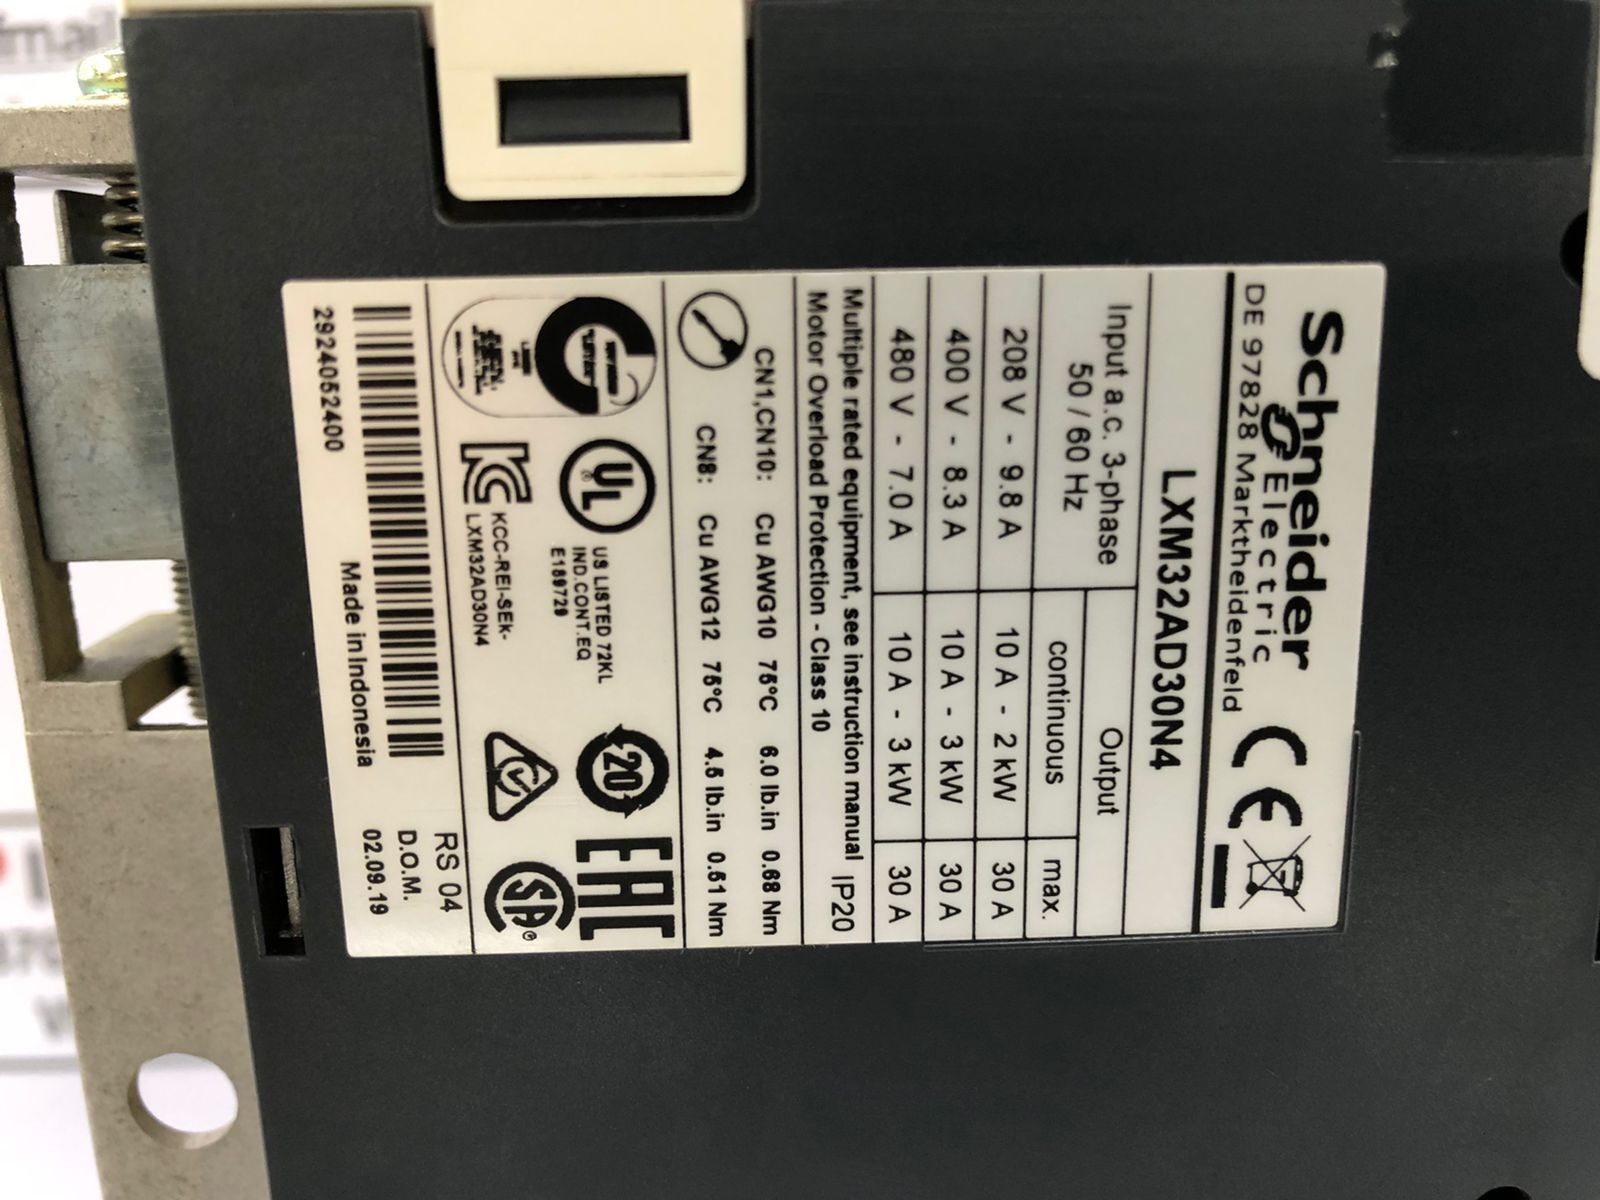 Schneider
Electric
DE 97828 Marktheidenfeld
CE
LXM32AD30N4
Input a.c. 3-phase
50 / 60 Hz
Output
continuous
max.
208 V - 9.8 A
10 A - 2 kW
30 A
400 V - 8.3 A
10 A - 3 kW
30 A
480 V - 7.0 A
10 A - 3 kW
30 A
Multiple rated equipment, see instruction manual
Motor Overload Protection - Class 10
IP20
CN1,CN10: Cu AWG10 75°C 6.0 lb.in 0.68 Nm
CN8: Cu AWG12 75°C 4.5 lb.in 0.51 Nm
UL
®
US LISTED 72KL
IND.CONT.EQ
E189729
20
EAC
KCC-REI-SEK-
LXM32AD30N4
SA
®
RS 04
D.O.M.
02.09.19
2924052400
Made in Indonesia